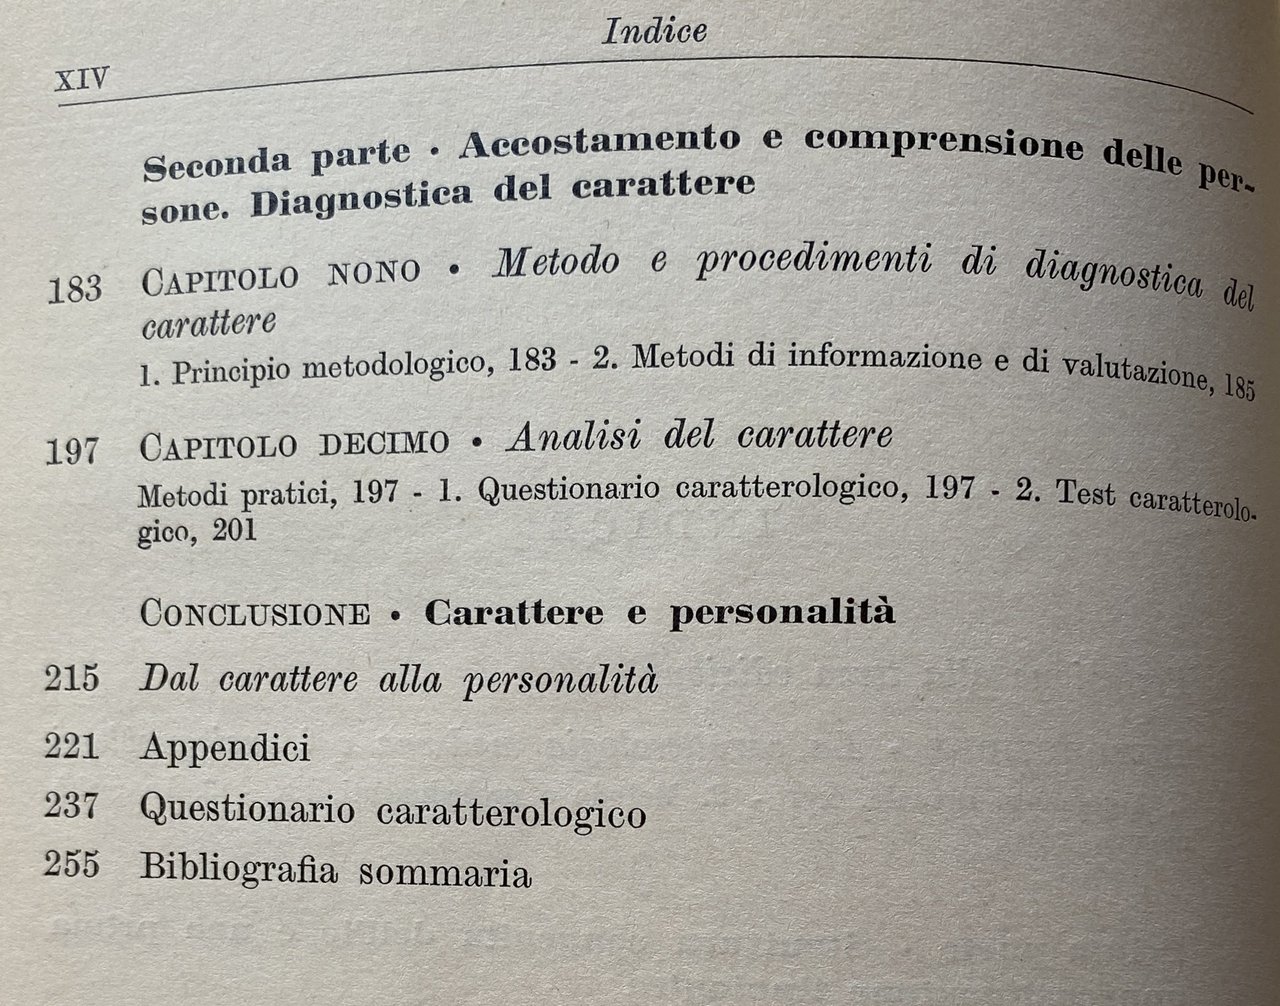 Indice
XIV
Seconda parte · Accostamento e comprensione delle per-
sone. Diagnostica del carattere
183 CAPITOLO NONO · Metodo e procedimenti di diagnostica del
carattere
1. Principio metodologico, 183 - 2. Metodi di informazione e di valutazione, 185
197 CAPITOLO DECIMO · Analisi del carattere
Metodi pratici, 197 - 1. Questionario caratterologico, 197 - 2. Test caratterolo-
gico, 201
CONCLUSIONE · Carattere e personalità
215 Dal carattere alla personalità
221 Appendici
237 Questionario caratterologico
255 Bibliografia sommaria